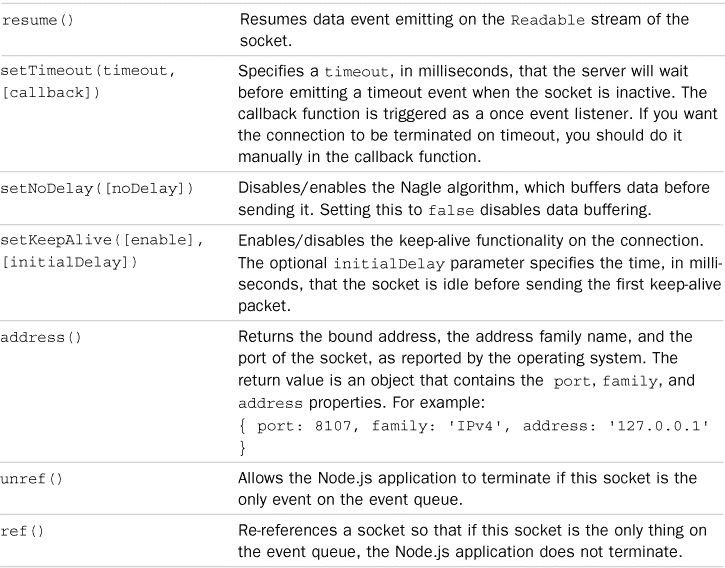 resume()
Resumes data event emitting on the Readable stream of the
socket.
setTimeout(timeout,
[callback])
Specifies a timeout, in milliseconds, that the server will wait
before emitting a timeout event when the socket is inactive. The
callback function is triggered as a once event listener. If you want
the connection to be terminated on timeout, you should do it
manually in the callback function.
setNoDelay([noDelay])
Disables/enables the Nagle algorithm, which buffers data before
sending it. Setting this to false disables data buffering.
setKeepAlive([enable],
[initialDelay])
Enables/disables the keep-alive functionality on the connection.
The optional initialDelay parameter specifies the time, in milli-
seconds, that the socket is idle before sending the first keep-alive
packet.
address()
Returns the bound address, the address family name, and the
port of the socket, as reported by the operating system. The
return value is an object that contains the port, family, and
address properties. For example:
{ port: 8107, family: 'IPv4', address: '127.0.0.1'
}
unref()
Allows the Node.js application to terminate if this socket is the
only event on the event queue.
ref()
Re-references a socket so that if this socket is the only thing on
the event queue, the Node.js application does not terminate.